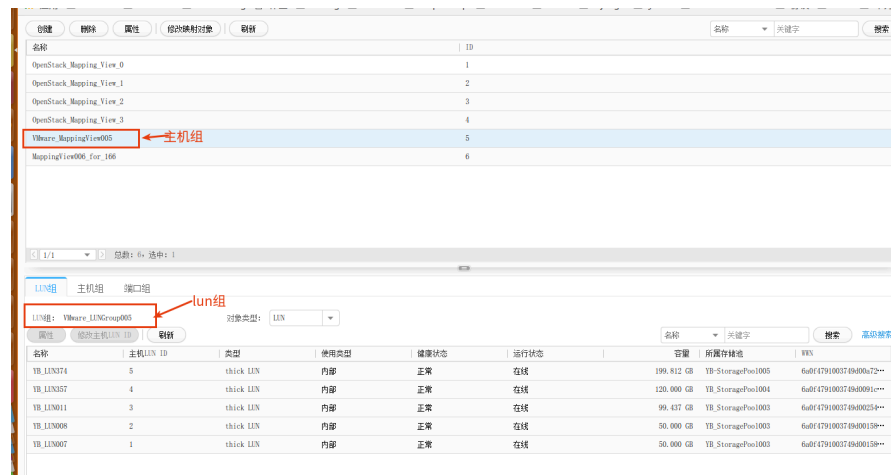 创建 删除 属性 修改映射对象 刷新 名称 关键字 搜索
名称 ID
OpenStack_Mapping_View_0 1
OpenStack_Mapping_View_1 2
OpenStack_Mapping_View_2 3
OpenStack_Mapping_View_3 4
VMware_MappingView005 主机组 5
MappingView006_for_166 6
1/1 总数: 6, 选中: 1
LUN组 主机组 端口组
lun组
LUN组: VMware_LUNGroup005 对象类型: LUN
属性 修改主机LUN ID 刷新 名称 关键字 搜索 高级搜索
名称 主机LUN ID 类型 使用类型 健康状态 运行状态 容量 所属存储池 WWN
YB_LUN374 5 thick LUN 内部 正常 在线 199.812 GB YB-StoragePool005 6a0f4791003749d00a72···
YB_LUN357 4 thick LUN 内部 正常 在线 120.000 GB YB_StoragePool004 6a0f4791003749d0091c···
YB_LUN011 3 thick LUN 内部 正常 在线 99.437 GB YB_StoragePool003 6a0f4791003749d00254···
YB_LUN008 2 thick LUN 内部 正常 在线 50.000 GB YB_StoragePool003 6a0f4791003749d00158···
YB_LUN007 1 thick LUN 内部 正常 在线 50.000 GB YB_StoragePool003 6a0f4791003749d00158···